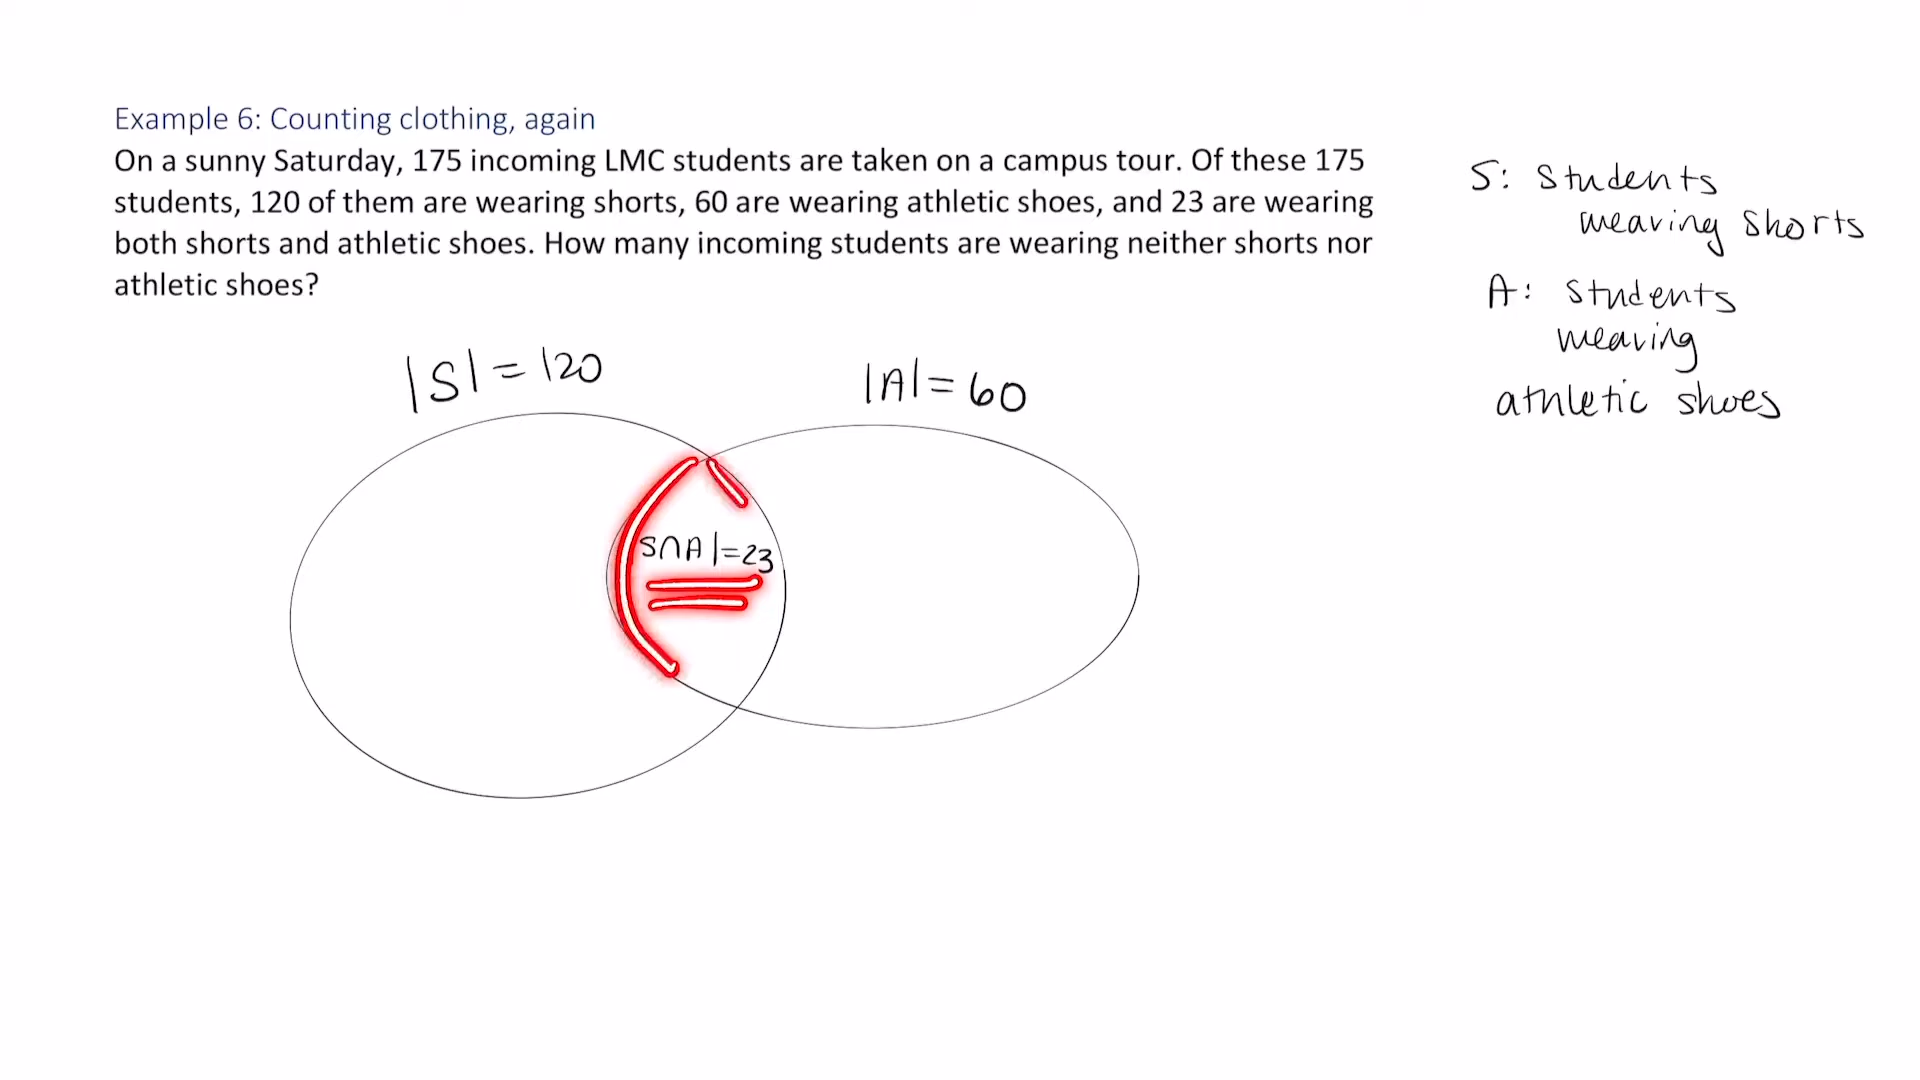 Example 6: Counting clothing, again
On a sunny Saturday, 175 incoming LMC students are taken on a campus tour. Of these 175
students, 120 of them are wearing shorts, 60 are wearing athletic shoes, and 23 are wearing
both shorts and athletic shoes. How many incoming students are wearing neither shorts nor
athletic shoes?
S: Students
wearing shorts
A: Students
wearing
athletic shoes
|S| = 120
|A| = 60
S∩A|=23